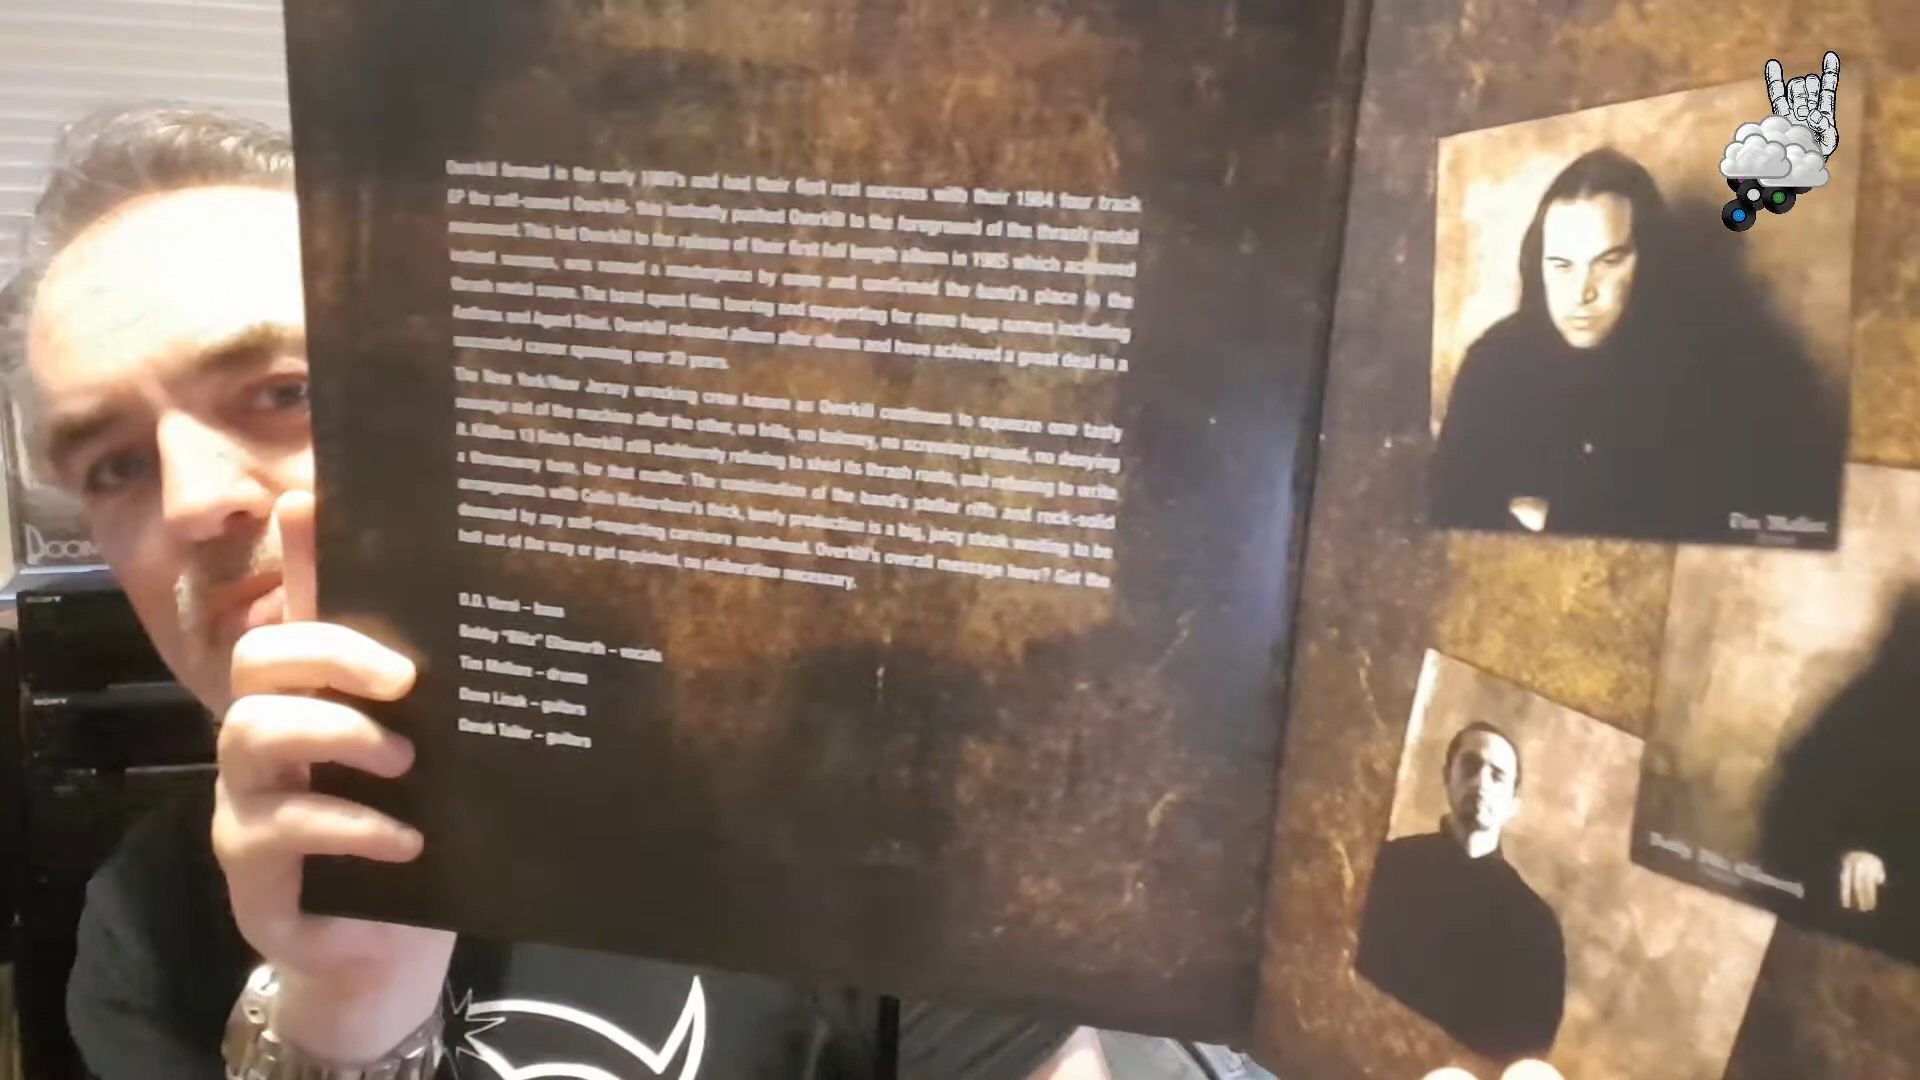 Overkill formed in the early 1980's and had their first real success with their 1984 four track
EP the self-named Overkill. This instantly pushed Overkill to the foreground of the thrash metal
movement. This led Overkill to the release of their first full length album in 1985 which achieved
instant success, was named a masterpiece by some and confirmed the band's place in the
thrash metal scene. The band spent time touring and supporting for some huge names including
Anthrax and Agent Steel. Overkill released album after album and have achieved a great deal in a
successful career spanning over 20 years.
The New York/New Jersey wrecking crew known as Overkill continues to squeeze one tasty
sausage out of the machine after the other, no frills, no baloney, no screwing around, no denying
it. Killbox 13 finds Overkill still stubbornly refusing to shed its thrash roots, and refusing to write
a throwaway tune, for that matter. The combination of the band's stellar riffs and rock-solid
arrangements with Colin Richardson's thick, beefy production is a big, juicy steak waiting to be
devoured by any self-respecting carnivore metalhead. Overkill's overall message here? Get the
hell out of the way or get squished, no elaboration necessary.
D.D. Verni – bass
Bobby "Blitz" Ellsworth – vocals
Tim Mallare – drums
Dave Linsk – guitars
Derek Tailer – guitars
Tim Mallare
Bobby Blitz Ellsworth
DOOM
SONY
SONY